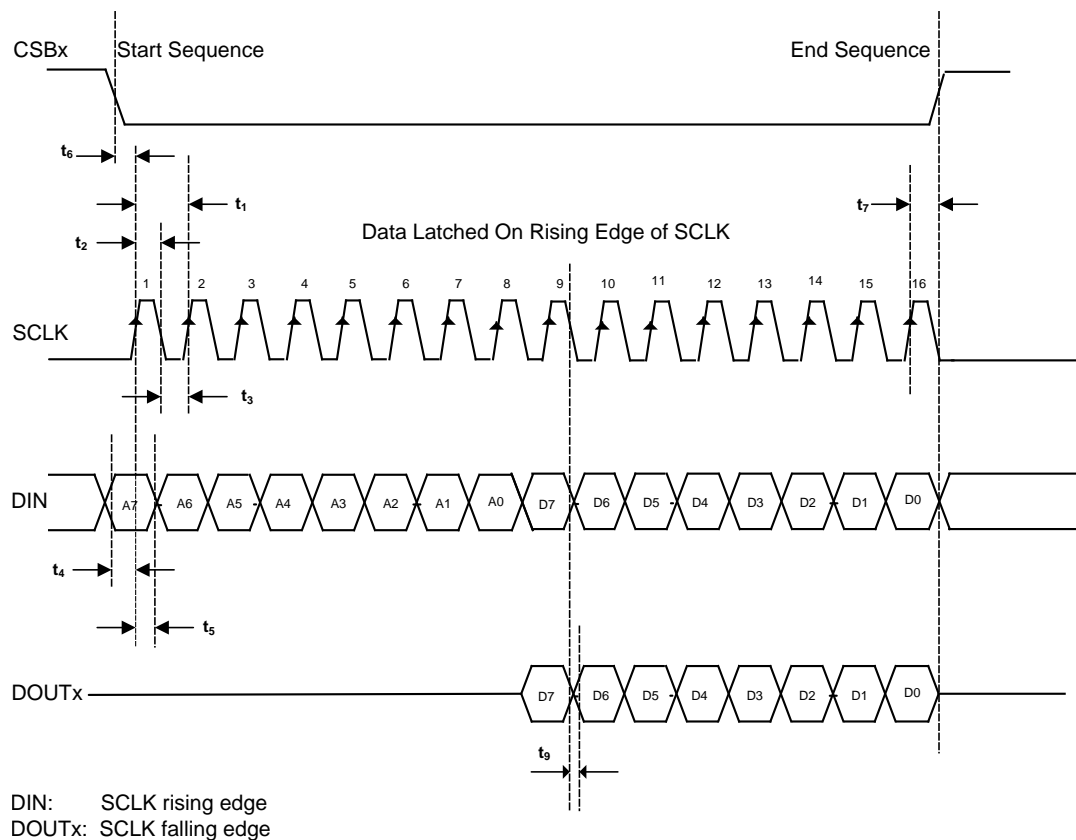 CSBx Start Sequence End Sequence
t6
t1 t7
t2 Data Latched On Rising Edge of SCLK
1 2 3 4 5 6 7 8 9 10 11 12 13 14 15 16
SCLK
t3
DIN A7 A6 A5 A4 A3 A2 A1 A0 D7 D6 D5 D4 D3 D2 D1 D0
t4
t5
DOUTx D7 D6 D5 D4 D3 D2 D1 D0
t9
DIN: SCLK rising edge
DOUTx: SCLK falling edge